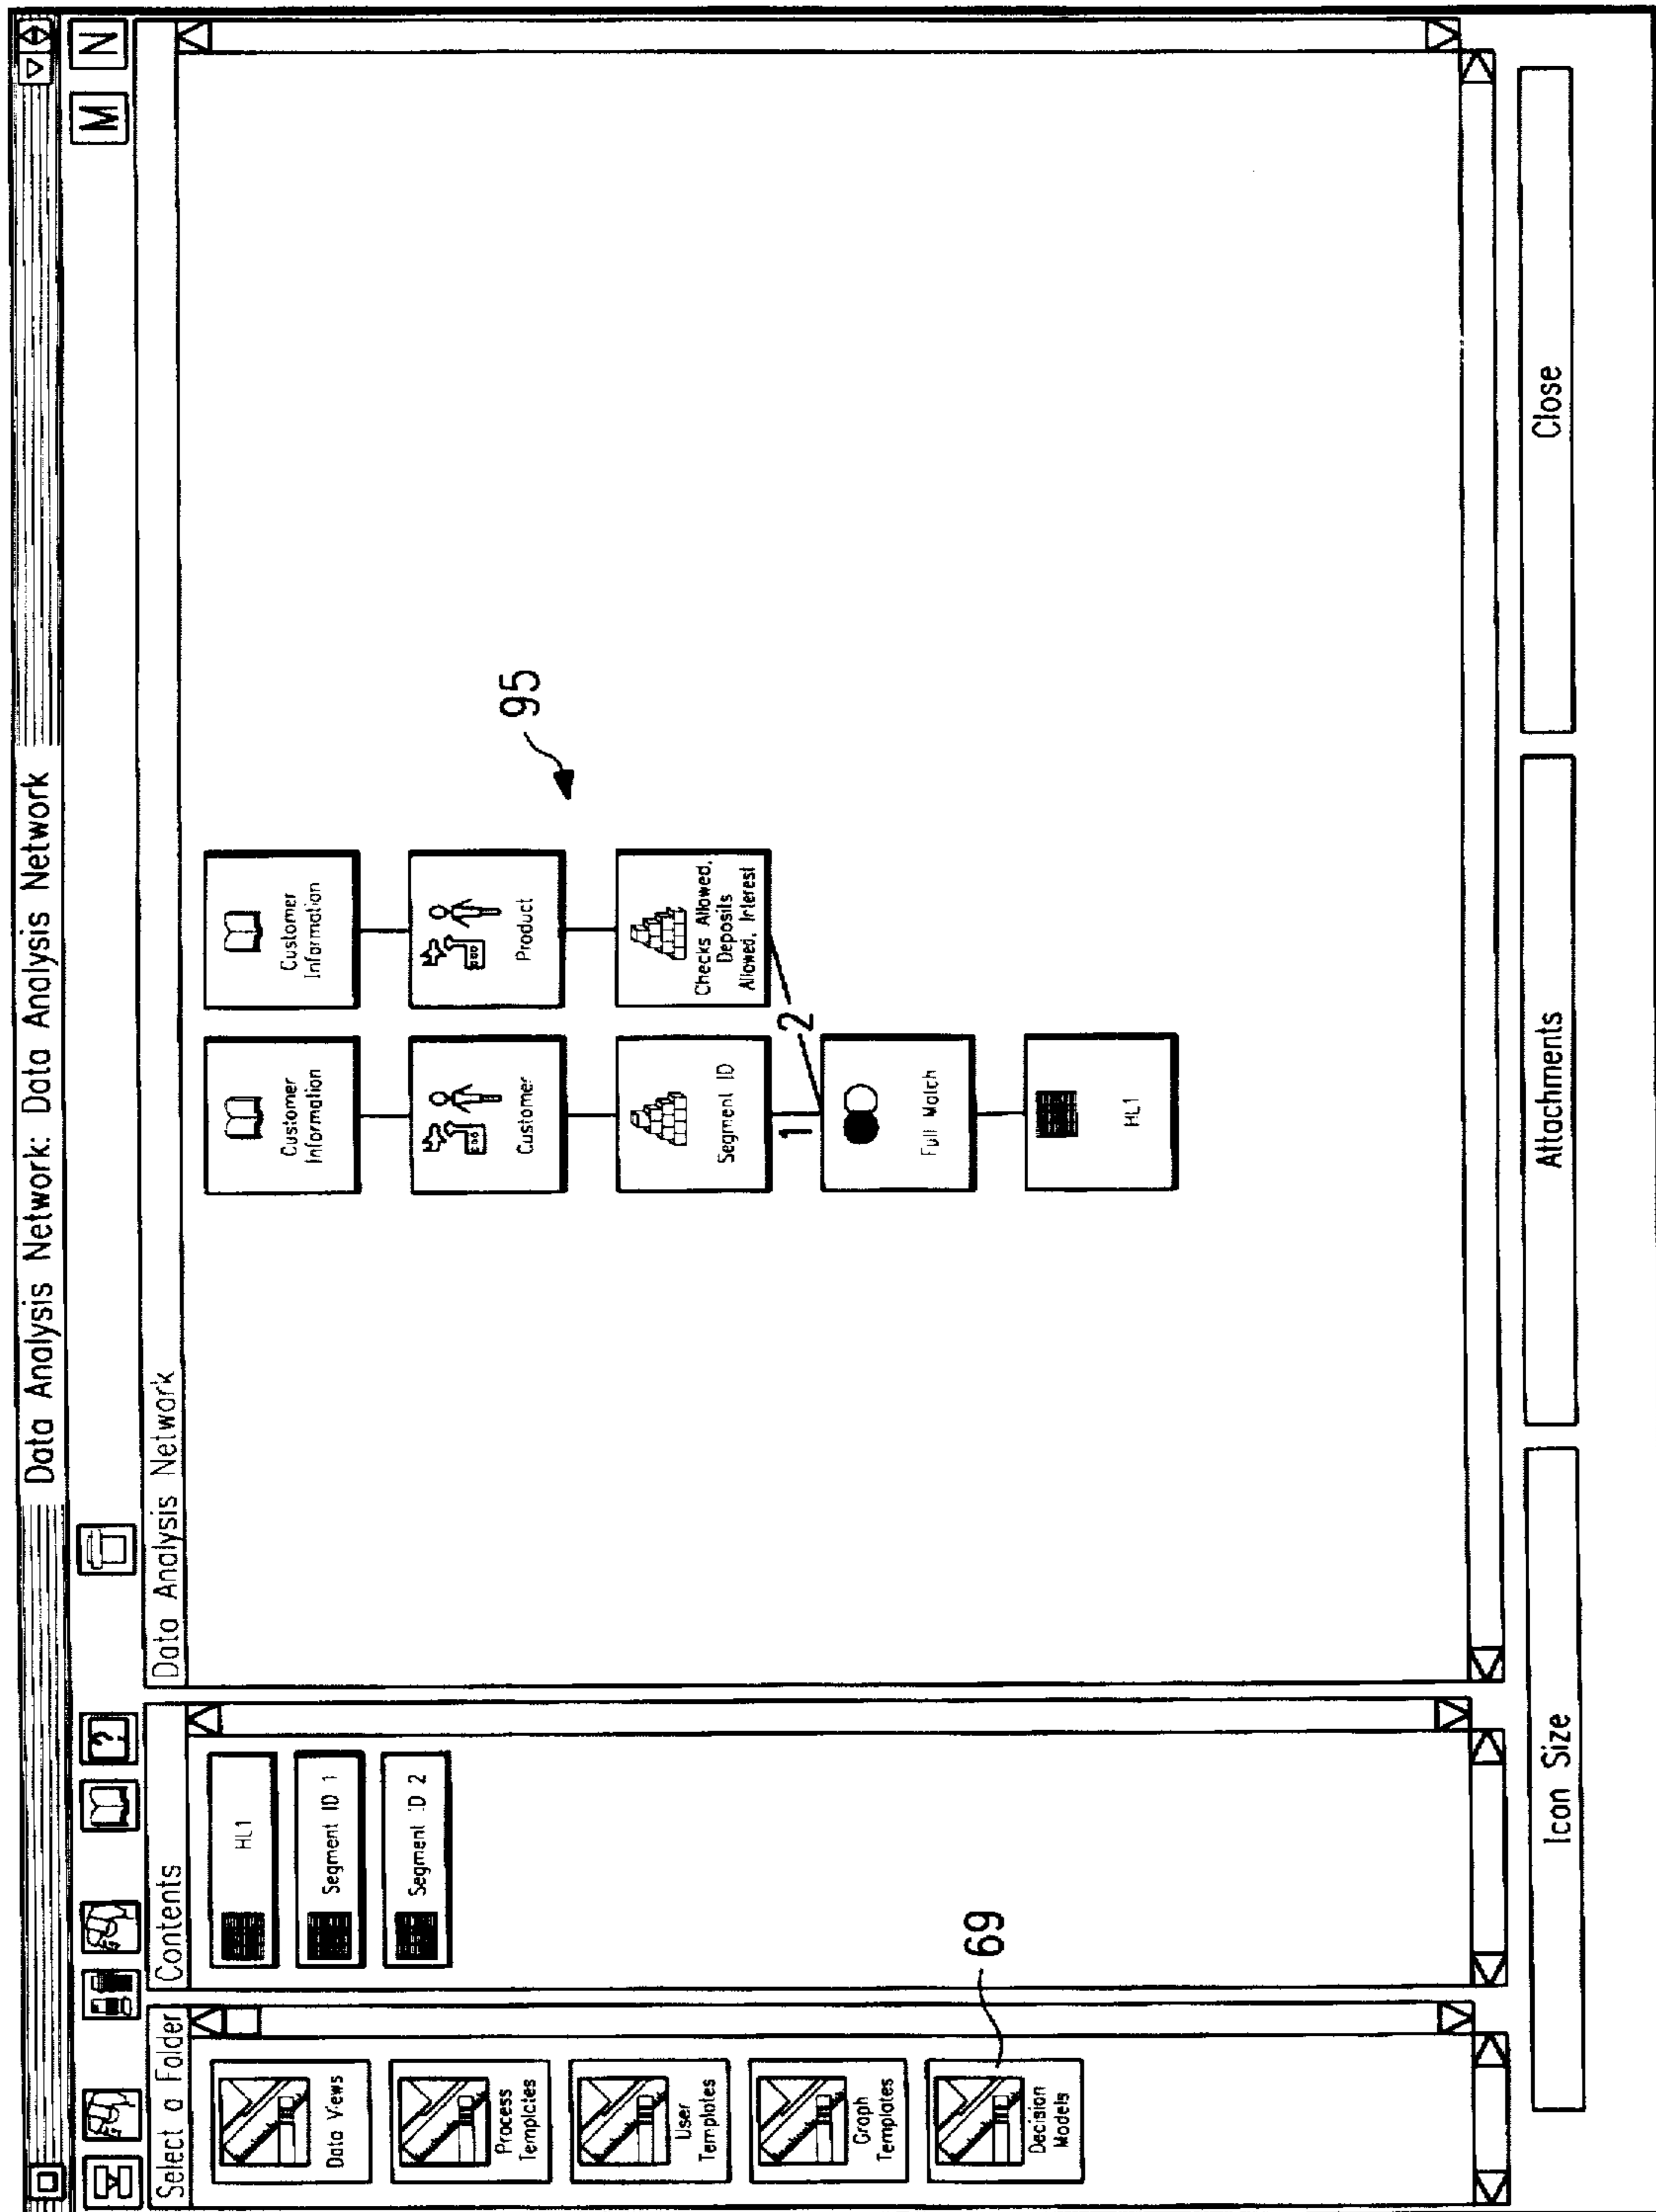 Data Analysis Network: Data Analysis Network
?
M
N
Select a Folder
Data Views
Process
Templates
User
Templates
Graph
Templates
Decision
Models
69
Contents
HL1
Segment ID 1
Segment ID 2
Data Analysis Network
Customer
Information
Customer
Information
Customer
Product
Segment ID
Checks Allowed,
Deposits
Allowed, Interest
1
2
Full Match
HL1
95
Icon Size
Attachments
Close